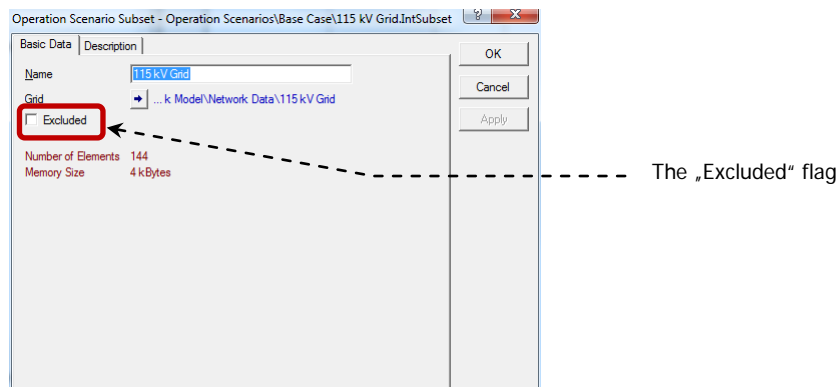 Operation Scenario Subset - Operation Scenarios\Base Case\115 kV Grid.IntSubset
Basic Data Description
OK
Name 115 kV Grid
Cancel
Grid ... k Model\Network Data\115 kV Grid
Excluded
Apply
Number of Elements 144
Memory Size 4 kBytes
The „Excluded“ flag